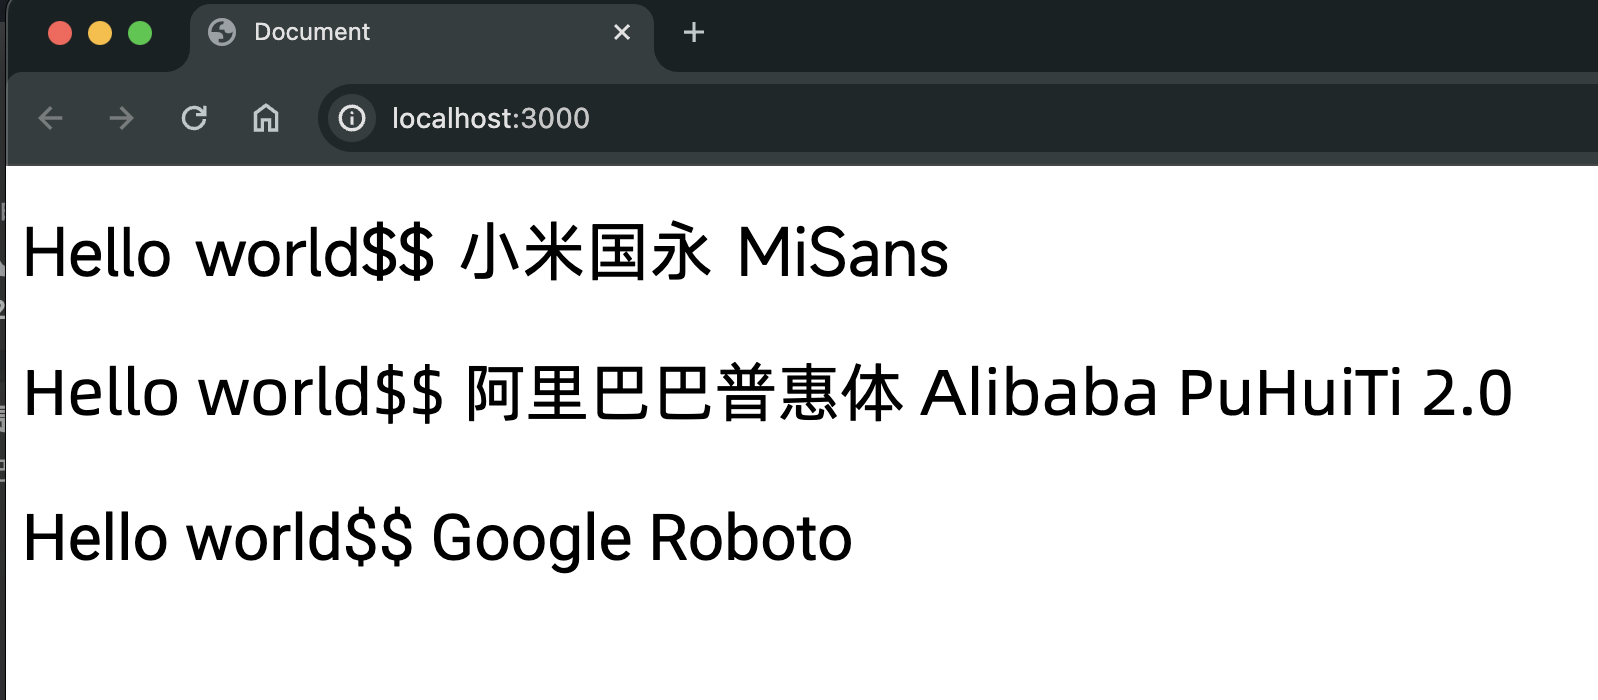 Document
localhost:3000
Hello world$$ 小米国永 MiSans
Hello world$$ 阿里巴巴普惠体 Alibaba PuHuiTi 2.0
Hello world$$ Google Roboto